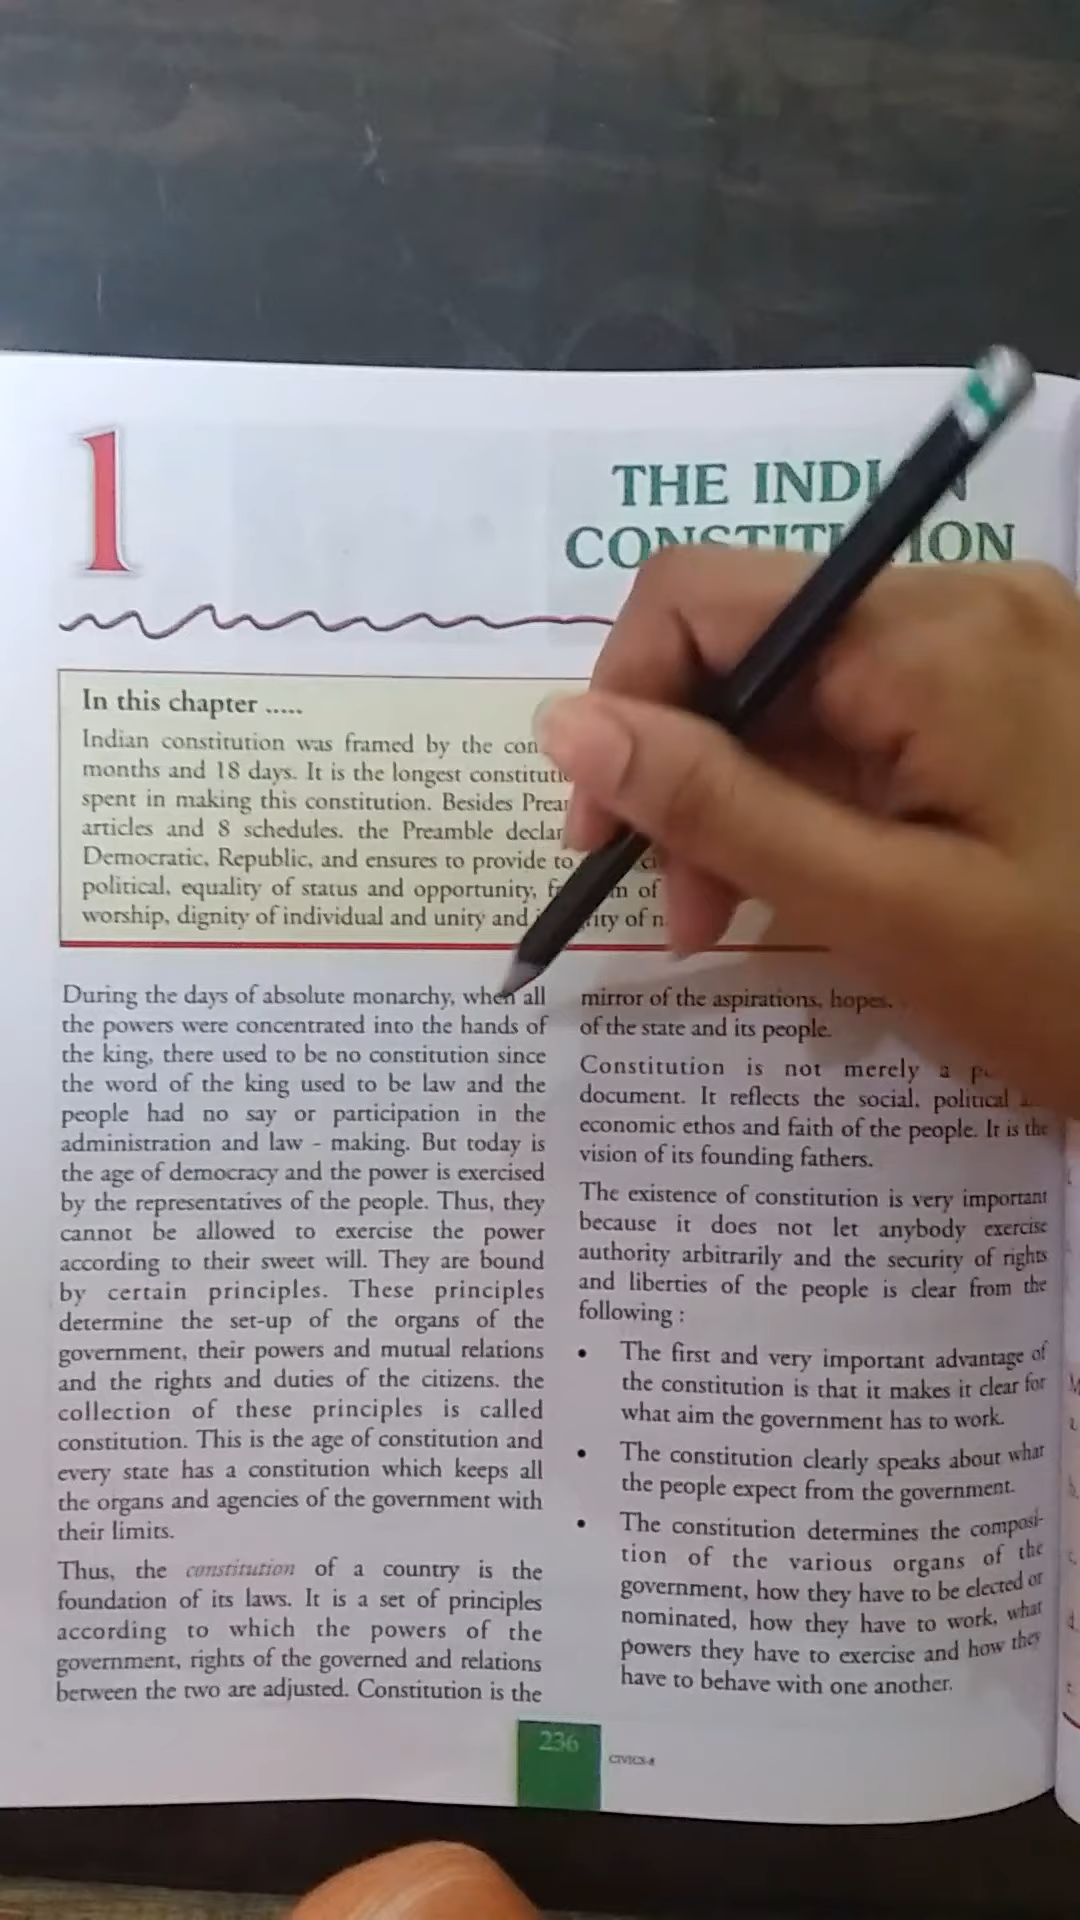 1
THE INDIAN
CONSTITUTION
In this chapter .....
Indian constitution was framed by the
months and 18 days. It is the longest
spent in making this constitution. Besides
articles and 8 schedules. the Preamble
Democratic, Republic, and ensures to provide to
political, equality of status and opportunity, of
worship, dignity of individual and unity and of
During the days of absolute monarchy, when all
the powers were concentrated into the hands of
the king, there used to be no constitution since
the word of the king used to be law and the
people had no say or participation in the
administration and law - making. But today is
the age of democracy and the power is exercised
by the representatives of the people. Thus, they
cannot be allowed to exercise the power
according to their sweet will. They are bound
by certain principles. These principles
determine the set-up of the organs of the
government, their powers and mutual relations
and the rights and duties of the citizens. the
collection of these principles is called
constitution. This is the age of constitution and
every state has a constitution which keeps all
the organs and agencies of the government with
their limits.
Thus, the constitution of a country is the
foundation of its laws. It is a set of principles
according to which the powers of the
government, rights of the governed and relations
between the two are adjusted. Constitution is the
mirror of the aspirations, hopes,
of the state and its people.
Constitution is not merely a
document. It reflects the social, political
economic ethos and faith of the people. It is the
vision of its founding fathers.
The existence of constitution is very important
because it does not let anybody exercise
authority arbitrarily and the security of rights
and liberties of the people is clear from the
following :
• The first and very important advantage of
the constitution is that it makes it clear for
what aim the government has to work.
• The constitution clearly speaks about what
the people expect from the government.
• The constitution determines the composi-
tion of the various organs of the
government, how they have to be elected or
nominated, how they have to work, what
powers they have to exercise and how they
have to behave with one another.
236
CIVICS-8